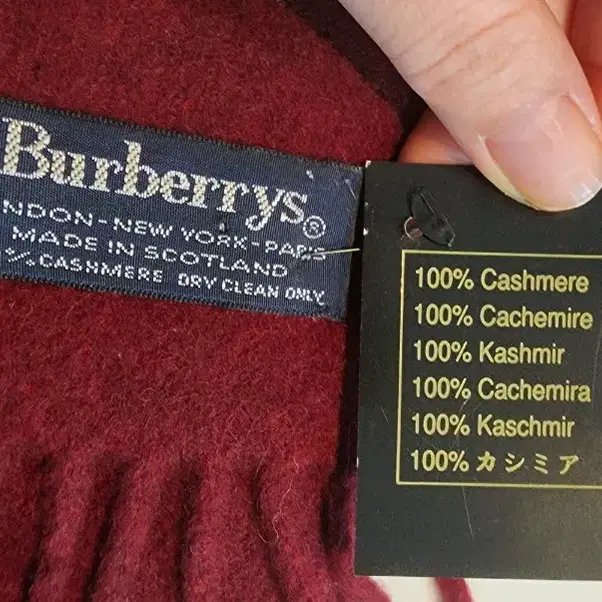 Burberrys®
NDON-NEW YORK-PARIS
MADE IN SCOTLAND
% CASHMERE DRY CLEAN ONLY
100% Cashmere
100% Cachemire
100% Kashmir
100% Cachemira
100% Kaschmir
100% カシミア